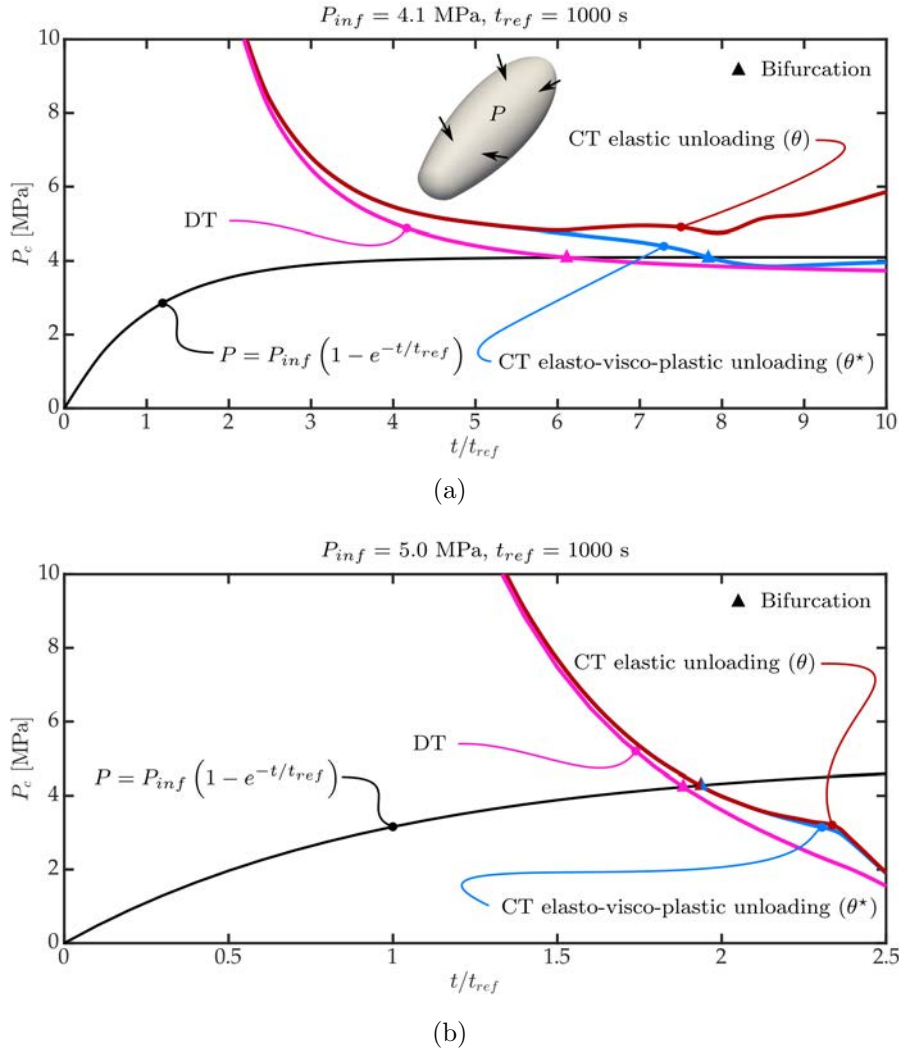 P_inf = 4.1 MPa, t_ref = 1000 s
10
▲ Bifurcation
8
P
CT elastic unloading (θ)
P_c [MPa]
6
DT
4
2
P = P_inf (1 − e^{−t/t_ref})
CT elasto-visco-plastic unloading (θ⋆)
0
0 1 2 3 4 5 6 7 8 9 10
t/t_ref
(a)
P_inf = 5.0 MPa, t_ref = 1000 s
10
▲ Bifurcation
8
CT elastic unloading (θ)
P_c [MPa]
6
DT
P = P_inf (1 − e^{−t/t_ref})
4
2
CT elasto-visco-plastic unloading (θ⋆)
0
0 0.5 1 1.5 2 2.5
t/t_ref
(b)